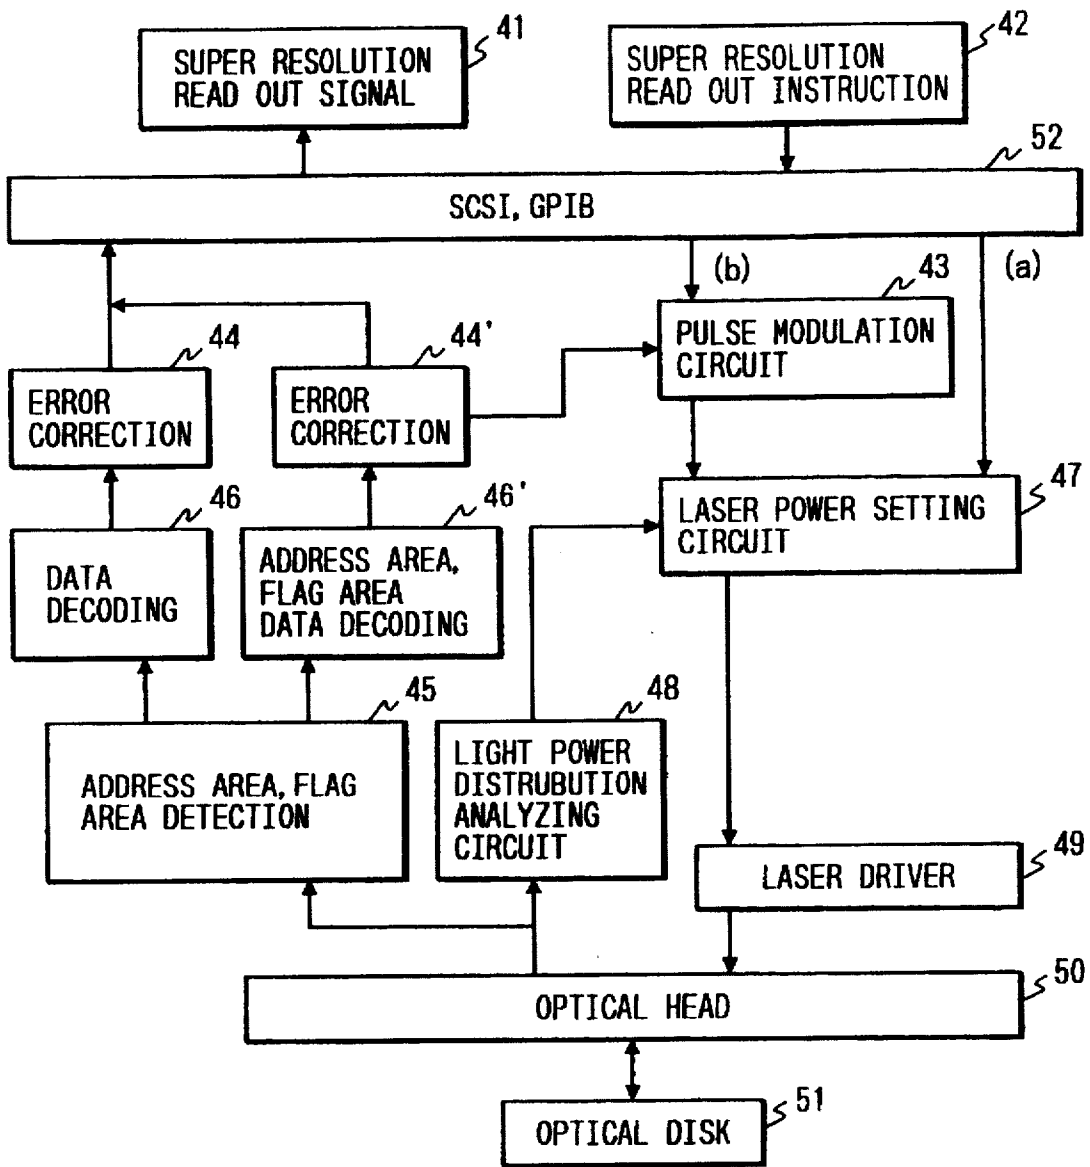 41
SUPER RESOLUTION
READ OUT SIGNAL
42
SUPER RESOLUTION
READ OUT INSTRUCTION
52
SCSI, GPIB
(b)
(a)
43
PULSE MODULATION
CIRCUIT
44
ERROR
CORRECTION
44'
ERROR
CORRECTION
47
LASER POWER SETTING
CIRCUIT
46
DATA
DECODING
46'
ADDRESS AREA,
FLAG AREA
DATA DECODING
45
ADDRESS AREA, FLAG
AREA DETECTION
48
LIGHT POWER
DISTRUBUTION
ANALYZING
CIRCUIT
49
LASER DRIVER
50
OPTICAL HEAD
51
OPTICAL DISK